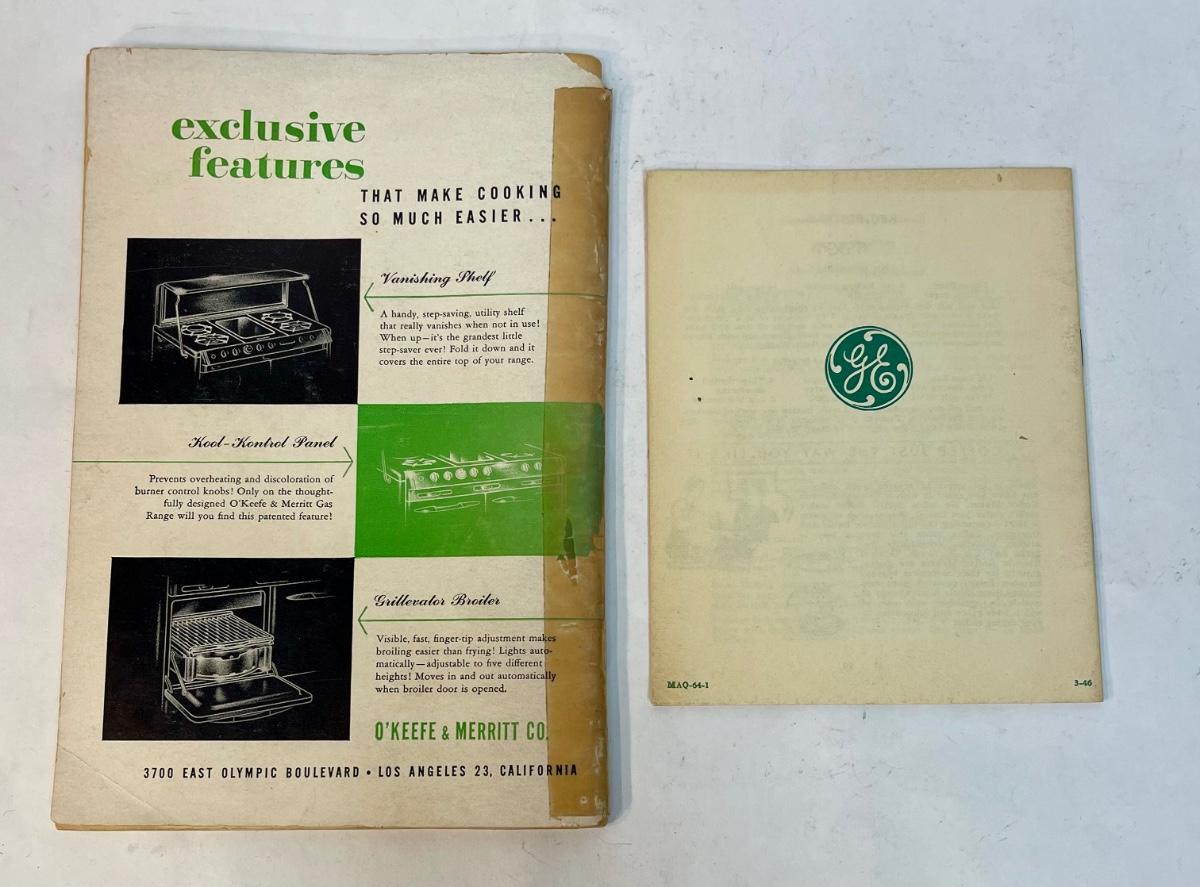 exclusive
features
THAT MAKE COOKING
SO MUCH EASIER...
Vanishing Shelf
A handy, step-saving, utility shelf
that really vanishes when not in use!
When up—it's the grandest little
step-saver ever! Fold it down and it
covers the entire top of your range.
Kool-Kontrol Panel
Prevents overheating and discoloration of
burner control knobs! Only on the thought-
fully designed O'Keefe & Merritt Gas
Range will you find this patented feature!
Grillevator Broiler
Visible, fast, finger-tip adjustment makes
broiling easier than frying! Lights auto-
matically—adjustable to five different
heights! Moves in and out automatically
when broiler door is opened.
O'KEEFE & MERRITT CO.
3700 EAST OLYMPIC BOULEVARD • LOS ANGELES 23, CALIFORNIA
GE
MAQ-64-1
3-46